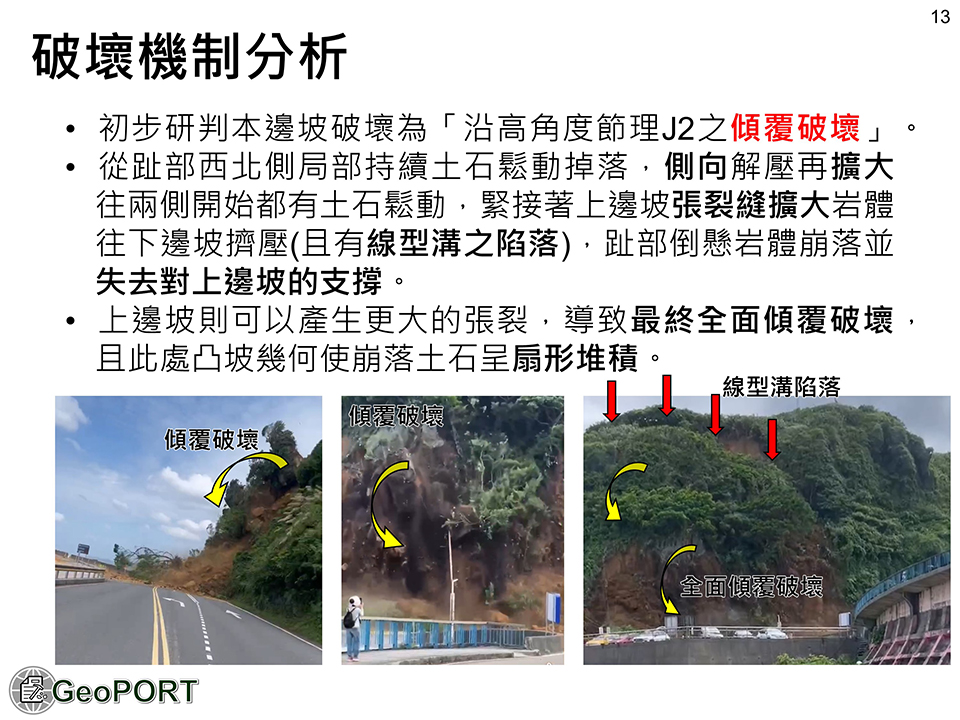 13
破壞機制分析
• 初步研判本邊坡破壞為「沿高角度節理J2之傾覆破壞」。
• 從趾部西北側局部持續土石鬆動掉落，側向解壓再擴大
往兩側開始都有土石鬆動，緊接著上邊坡張裂縫擴大岩體
往下邊坡擠壓(且有線型溝之陷落)，趾部倒懸岩體崩落並
失去對上邊坡的支撐。
• 上邊坡則可以產生更大的張裂，導致最終全面傾覆破壞，
且此處凸坡幾何使崩落土石呈扇形堆積。
線型溝陷落
傾覆破壞
傾覆破壞
全面傾覆破壞
GeoPORT